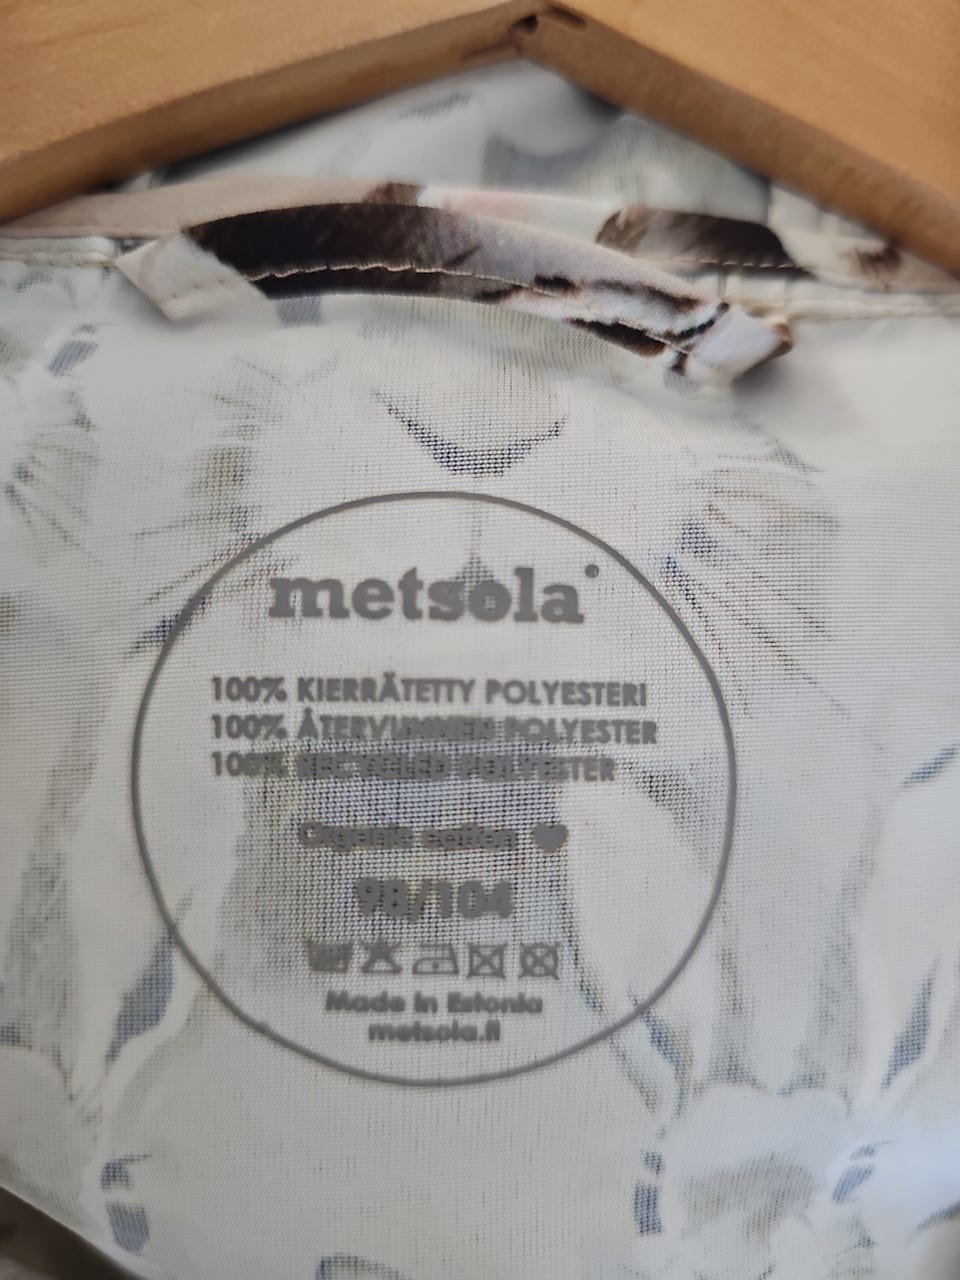 metsola
100% KIERRÄTETTY POLYESTERI
100% ÅTERVUNNEN POLYESTER
100% RECYCLED POLYESTER
Organic cotton ♥
98/104
Made in Estonia
metsola.fi